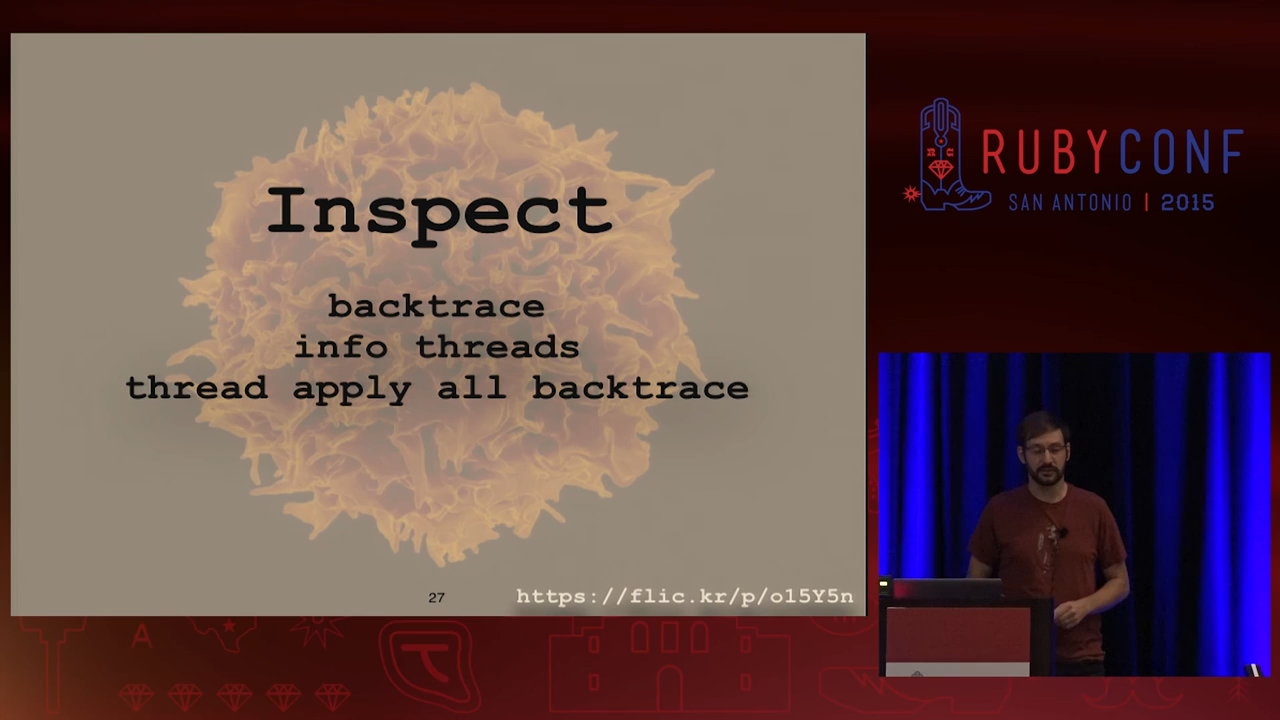 Inspect
backtrace
info threads
thread apply all backtrace
27
https://flic.kr/p/o15Y5n
RUBYCONF
SAN ANTONIO | 2015